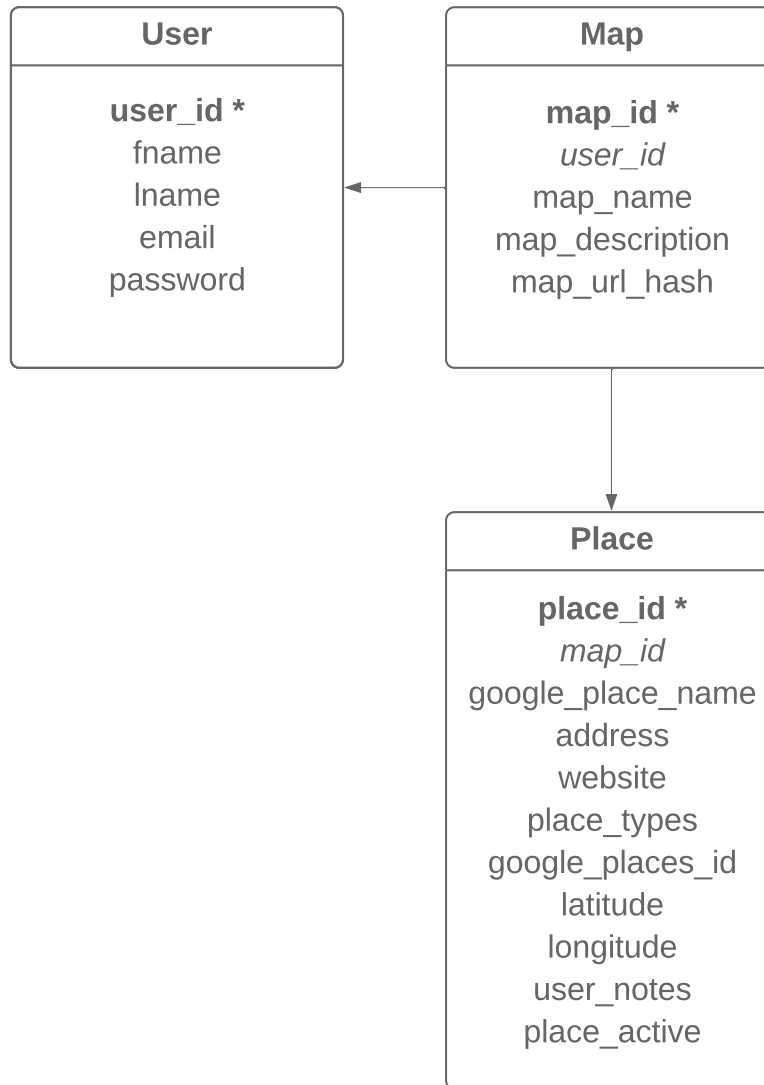 User
user_id *
fname
lname
email
password
Map
map_id *
user_id
map_name
map_description
map_url_hash
Place
place_id *
map_id
google_place_name
address
website
place_types
google_places_id
latitude
longitude
user_notes
place_active